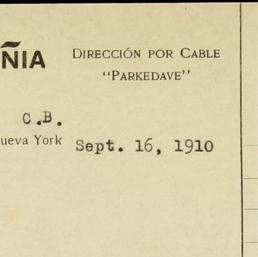 ÑIA
DIRECCIÓN POR CABLE
“PARKEDAVE”
C.B.
ueva York Sept. 16, 1910